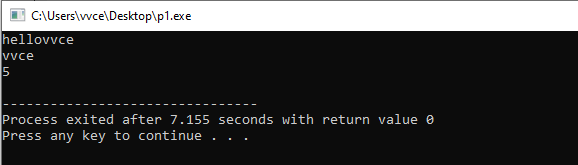 C:\Users\vvce\Desktop\p1.exe
hellovvce
vvce
5
--------------------------------
Process exited after 7.155 seconds with return value 0
Press any key to continue . . .